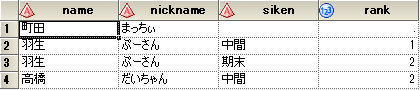 name nickname siken rank
1 町田 まっちぃ .
2 羽生 ぷーさん 中間 1
3 羽生 ぷーさん 期末 2
4 高橋 だいちゃん 中間 2